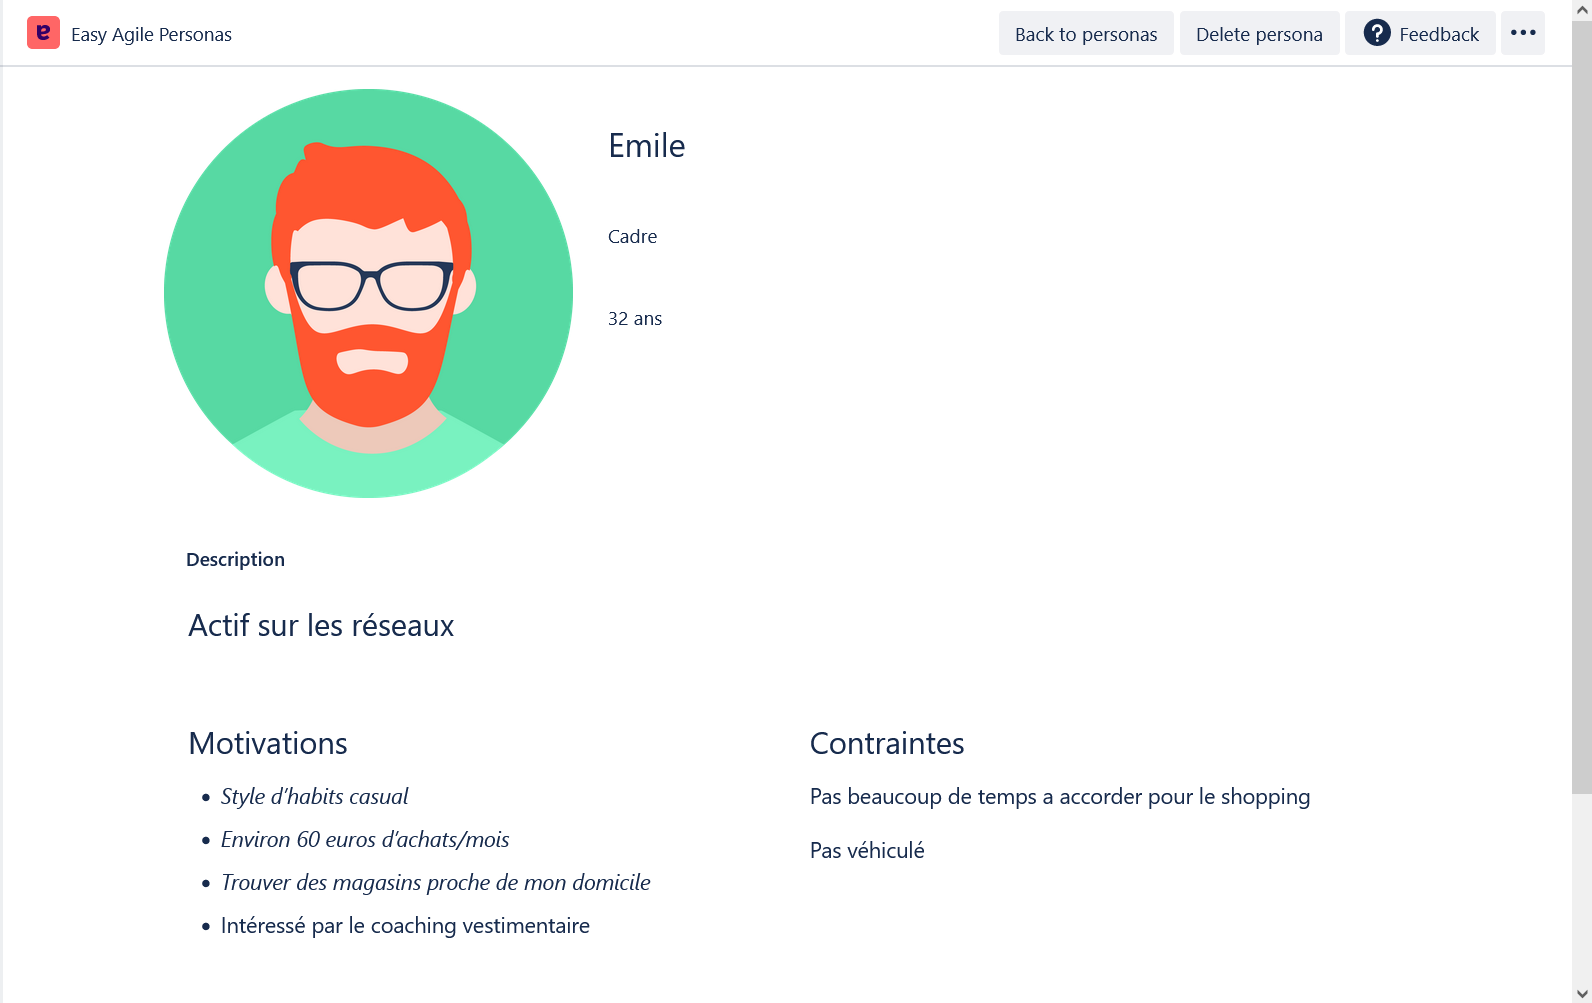 Easy Agile Personas
Back to personas
Delete persona
? Feedback
Emile
Cadre
32 ans
Description
Actif sur les réseaux
Motivations
• Style d'habits casual
• Environ 60 euros d'achats/mois
• Trouver des magasins proche de mon domicile
• Intéressé par le coaching vestimentaire
Contraintes
Pas beaucoup de temps a accorder pour le shopping
Pas véhiculé